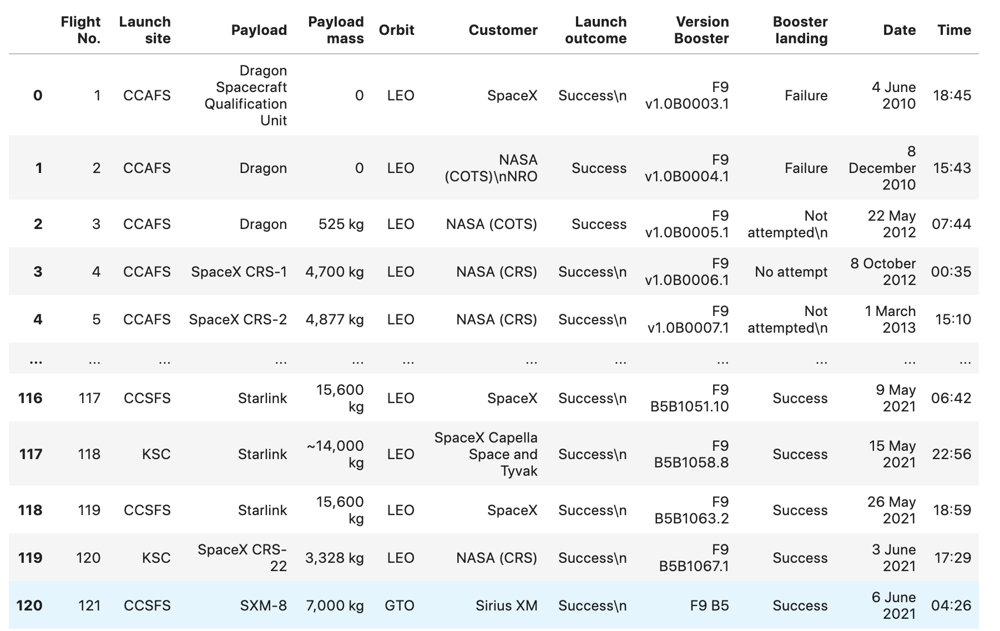 Flight No. Launch site Payload Payload mass Orbit Customer Launch outcome Version Booster Booster landing Date Time
0 1 CCAFS Dragon Spacecraft Qualification Unit 0 LEO SpaceX Success\n F9 v1.0B0003.1 Failure 4 June 2010 18:45
1 2 CCAFS Dragon 0 LEO NASA (COTS)\nNRO Success F9 v1.0B0004.1 Failure 8 December 2010 15:43
2 3 CCAFS Dragon 525 kg LEO NASA (COTS) Success F9 v1.0B0005.1 Not attempted\n 22 May 2012 07:44
3 4 CCAFS SpaceX CRS-1 4,700 kg LEO NASA (CRS) Success\n F9 v1.0B0006.1 No attempt 8 October 2012 00:35
4 5 CCAFS SpaceX CRS-2 4,877 kg LEO NASA (CRS) Success\n F9 v1.0B0007.1 Not attempted\n 1 March 2013 15:10
... ... ... ... ... ... ... ... ... ... ... ...
116 117 CCSFS Starlink 15,600 kg LEO SpaceX Success\n F9 B5B1051.10 Success 9 May 2021 06:42
117 118 KSC Starlink ~14,000 kg LEO SpaceX Capella Space and Tyvak Success\n F9 B5B1058.8 Success 15 May 2021 22:56
118 119 CCSFS Starlink 15,600 kg LEO SpaceX Success\n F9 B5B1063.2 Success 26 May 2021 18:59
119 120 KSC SpaceX CRS-22 3,328 kg LEO NASA (CRS) Success\n F9 B5B1067.1 Success 3 June 2021 17:29
120 121 CCSFS SXM-8 7,000 kg GTO Sirius XM Success\n F9 B5 Success 6 June 2021 04:26